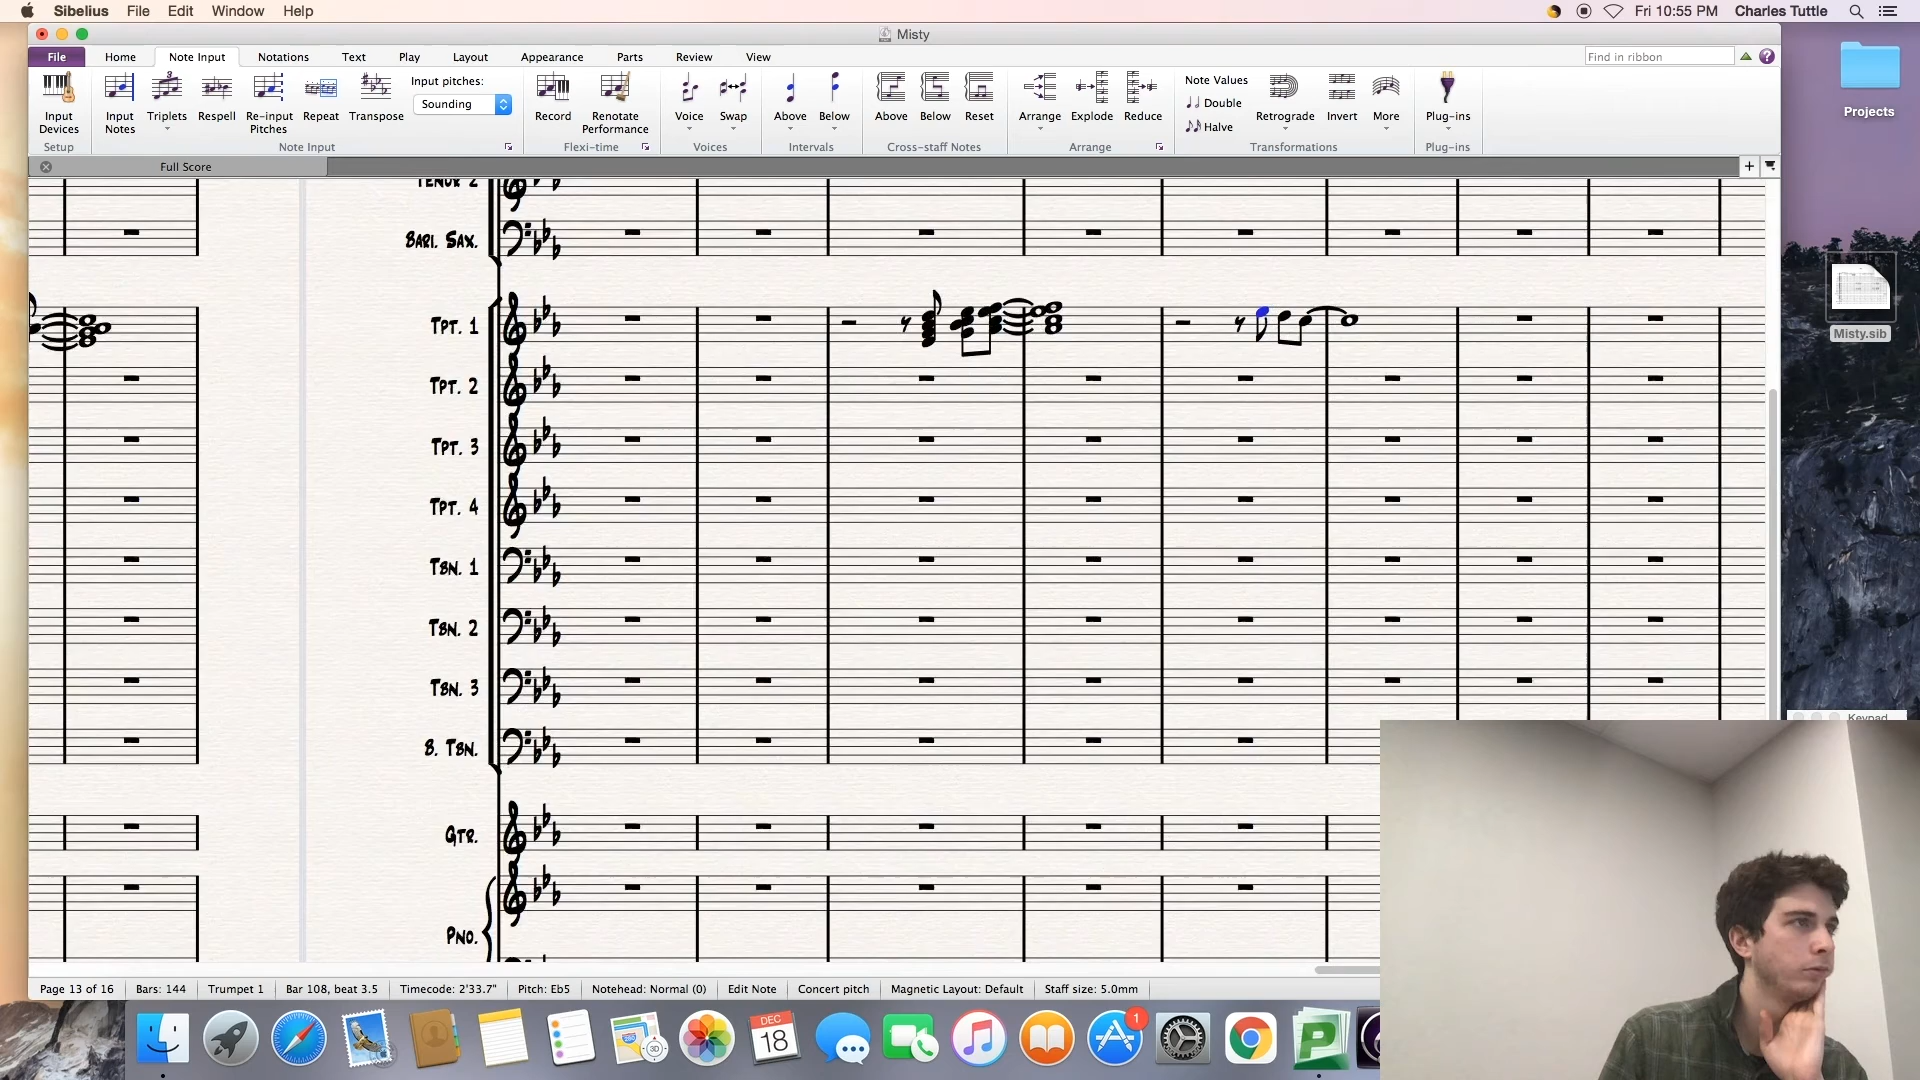 Sibelius File Edit Window Help
Fri 10:55 PM Charles Tuttle
Misty
File Home Note Input Notations Text Play Layout Appearance Parts Review View
Find in ribbon
Input Devices
Setup
Input Notes
Triplets
Respell
Re-input Pitches
Repeat
Transpose
Input pitches:
Sounding
Note Input
Record
Renotate Performance
Flexi-time
Voice
Swap
Voices
Above
Below
Intervals
Above
Below
Reset
Cross-staff Notes
Arrange
Explode
Reduce
Arrange
Note Values
Double
Halve
Retrograde
Invert
More
Transformations
Plug-ins
Plug-ins
Projects
Misty.sib
Keypad
Full Score
TENOR 2
BARI. SAX.
TPT. 1
TPT. 2
TPT. 3
TPT. 4
TBN. 1
TBN. 2
TBN. 3
B. TBN.
GTR.
PNO.
Page 13 of 16 Bars: 144 Trumpet 1 Bar 108, beat 3.5 Timecode: 2'33.7" Pitch: Eb5 Notehead: Normal (0) Edit Note Concert pitch Magnetic Layout: Default Staff size: 5.0mm
DEC
18
1